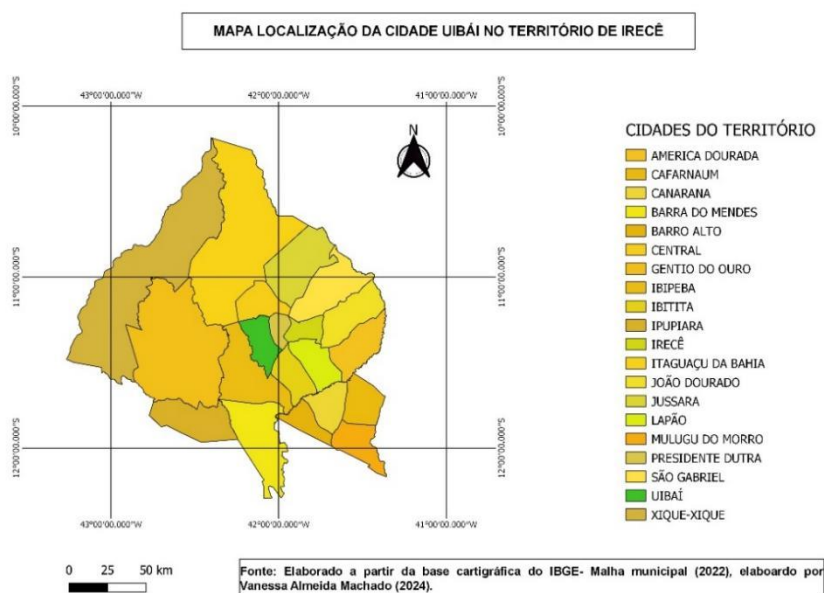 MAPA LOCALIZAÇÃO DA CIDADE UIBÁI NO TERRITÓRIO DE IRECÊ
43°00'00.000"W 42°00'00.000"W 41°00'00.000"W
10°00'00.000"S 10°00'00.000"S
N
CIDADES DO TERRITÓRIO
AMERICA DOURADA
CAFARNAUM
CANARANA
BARRA DO MENDES
BARRO ALTO
CENTRAL
GENTIO DO OURO
IBIPEBA
IBITITA
IPUPIARA
IRECÊ
ITAGUAÇU DA BAHIA
JOÃO DOURADO
JUSSARA
LAPÃO
MULUGU DO MORRO
PRESIDENTE DUTRA
SÃO GABRIEL
UIBAÍ
XIQUE-XIQUE
11°00'00.000"S 11°00'00.000"S
12°00'00.000"S 12°00'00.000"S
43°00'00.000"W 42°00'00.000"W 41°00'00.000"W
0 25 50 km
Fonte: Elaborado a partir da base cartigráfica do IBGE- Malha municipal (2022), elaboardo por
Vanessa Almeida Machado (2024).